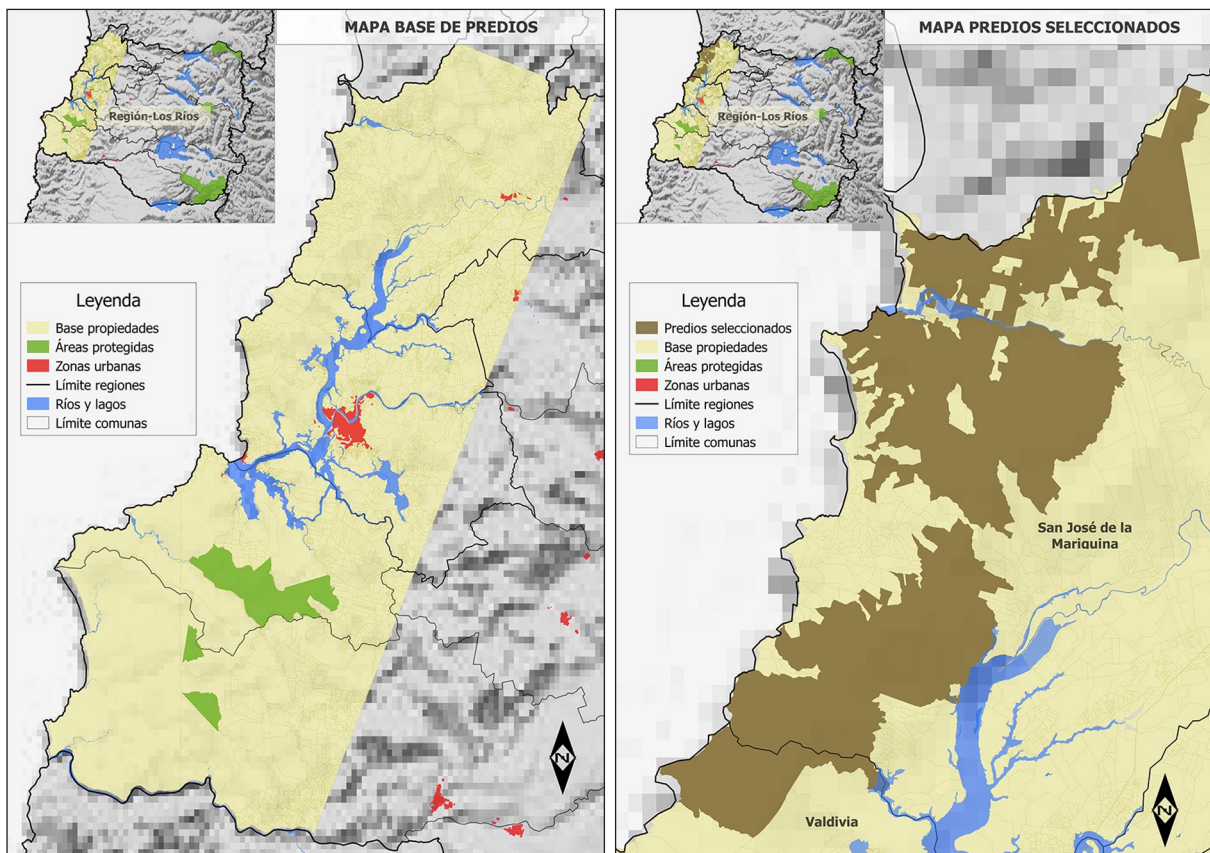 MAPA BASE DE PREDIOS
Región-Los Ríos
Leyenda
Base propiedades
Áreas protegidas
Zonas urbanas
Límite regiones
Ríos y lagos
Límite comunas
N
MAPA PREDIOS SELECCIONADOS
Región-Los Ríos
Leyenda
Predios seleccionados
Base propiedades
Áreas protegidas
Zonas urbanas
Límite regiones
Ríos y lagos
Límite comunas
San José de la
Mariquina
Valdivia
N